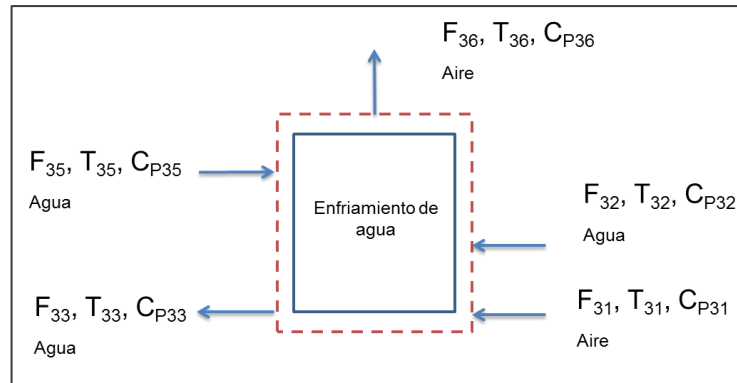 F36, T36, CP36
Aire
F35, T35, CP35
Agua
Enfriamiento de
agua
F32, T32, CP32
Agua
F33, T33, CP33
Agua
F31, T31, CP31
Aire